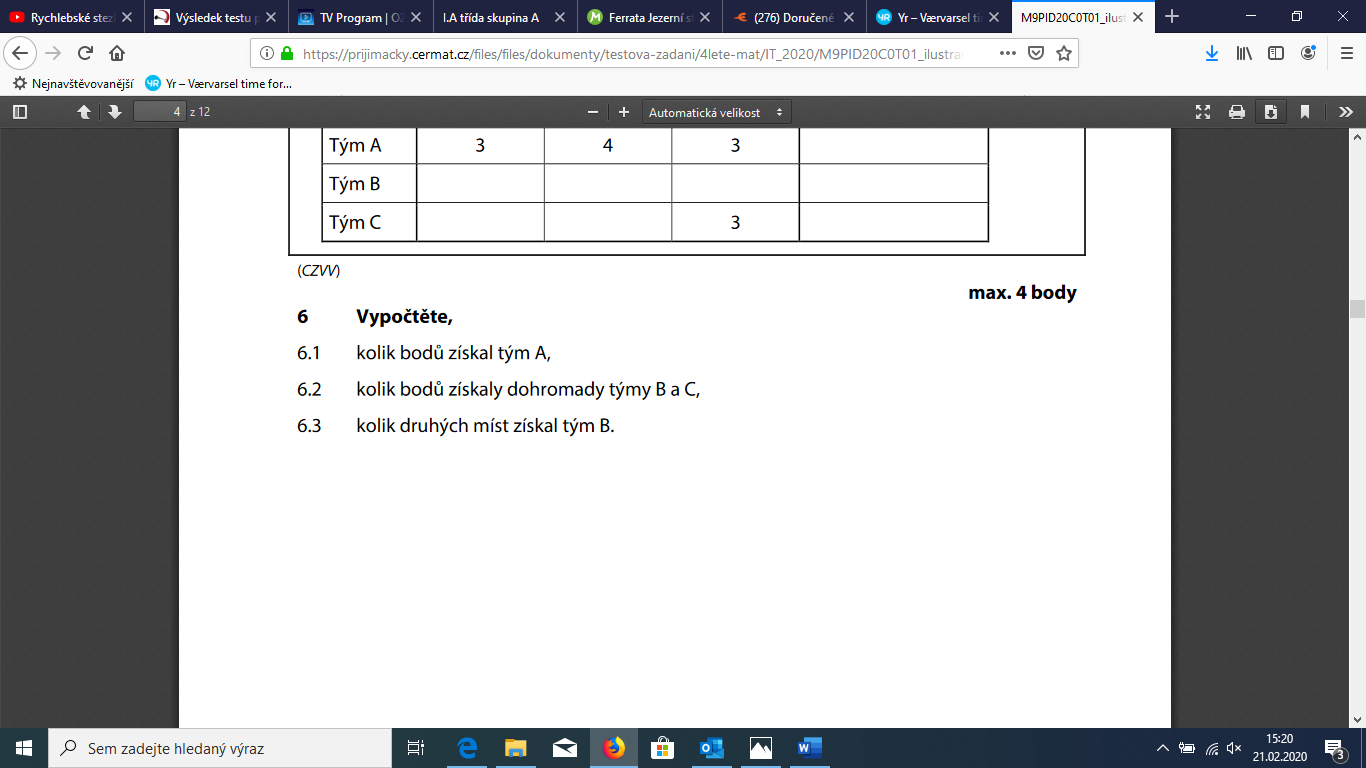 Rychlebské stez
Výsledek testu p
TV Program | O2
I.A třída skupina A
Ferrata Jezerní st
(276) Doručené
Yr – Værvarsel ti
M9PID20C0T01_ilust
https://prijimacky.cermat.cz/files/files/dokumenty/testova-zadani/4lete-mat/IT_2020/M9PID20C0T01_ilustra
Nejnavštěvovanější
Yr – Værvarsel time for...
4 z 12
Automatická velikost
Tým A 3 4 3
Tým B
Tým C 3
(CZVV)
max. 4 body
6 Vypočtěte,
6.1 kolik bodů získal tým A,
6.2 kolik bodů získaly dohromady týmy B a C,
6.3 kolik druhých míst získal tým B.
Sem zadejte hledaný výraz
15:20
21.02.2020
3